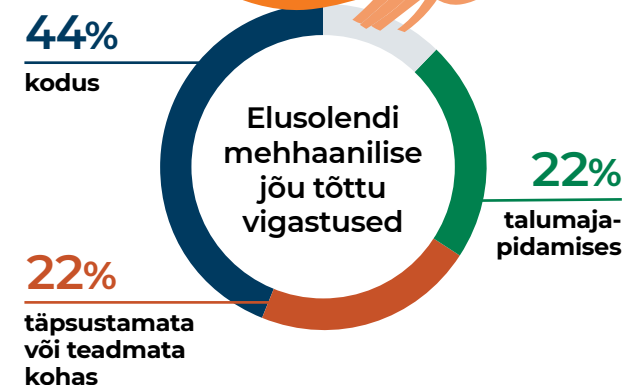 44%
kodus
Elusolendi
mehhaanilise
jõu tõttu
vigastused
22%
talumaja-
pidamises
22%
täpsustamata
või teadmata
kohas